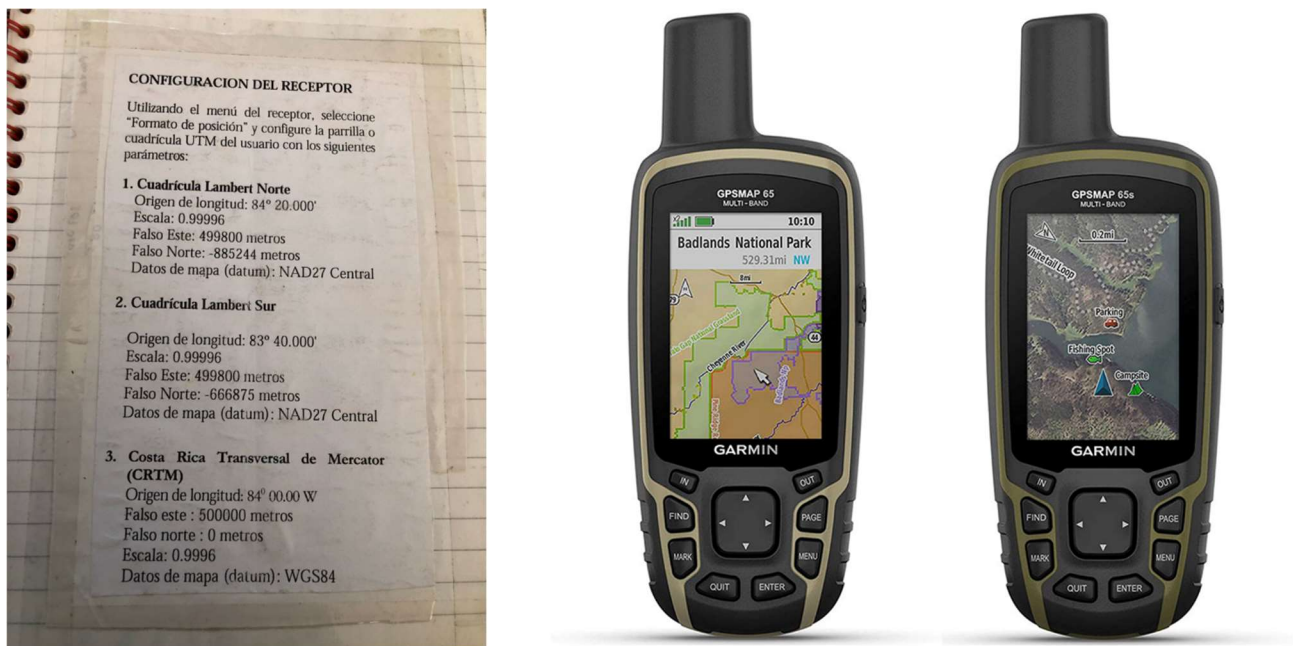 CONFIGURACION DEL RECEPTOR
Utilizando el menú del receptor, seleccione
"Formato de posición" y configure la parrilla o
cuadrícula UTM del usuario con los siguientes
parámetros:
1. Cuadrícula Lambert Norte
Origen de longitud: 84º 20.000'
Escala: 0.99996
Falso Este: 499800 metros
Falso Norte: -885244 metros
Datos de mapa (datum): NAD27 Central
2. Cuadrícula Lambert Sur
Origen de longitud: 83º 40.000'
Escala: 0.99996
Falso Este: 499800 metros
Falso Norte: -666875 metros
Datos de mapa (datum): NAD27 Central
3. Costa Rica Transversal de Mercator
(CRTM)
Origen de longitud: 84⁰ 00.00 W
Falso este : 500000 metros
Falso norte : 0 metros
Escala: 0.9996
Datos de mapa (datum): WGS84
GPSMAP 65
MULTI-BAND
10:10
Badlands National Park
529.31mi NW
8mi
44
Cheyenne River
Badlands Np
GARMIN
IN
OUT
FIND
PAGE
MARK
MENU
QUIT
ENTER
GPSMAP 65s
MULTI-BAND
N
0.2mi
Whitetail Loop
Parking
Fishing Spot
Campsite
GARMIN
IN
OUT
FIND
PAGE
MARK
MENU
QUIT
ENTER